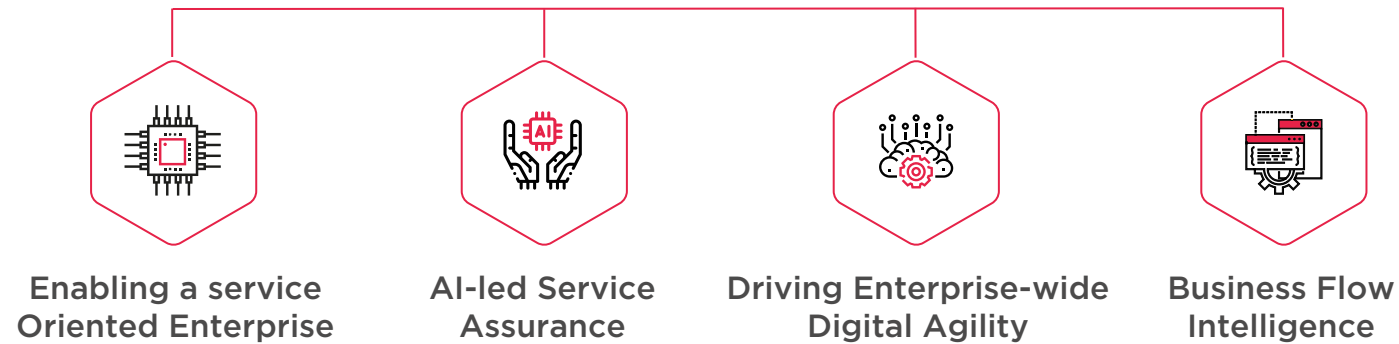 AI
Enabling a service
Oriented Enterprise
AI-led Service
Assurance
Driving Enterprise-wide
Digital Agility
Business Flow
Intelligence